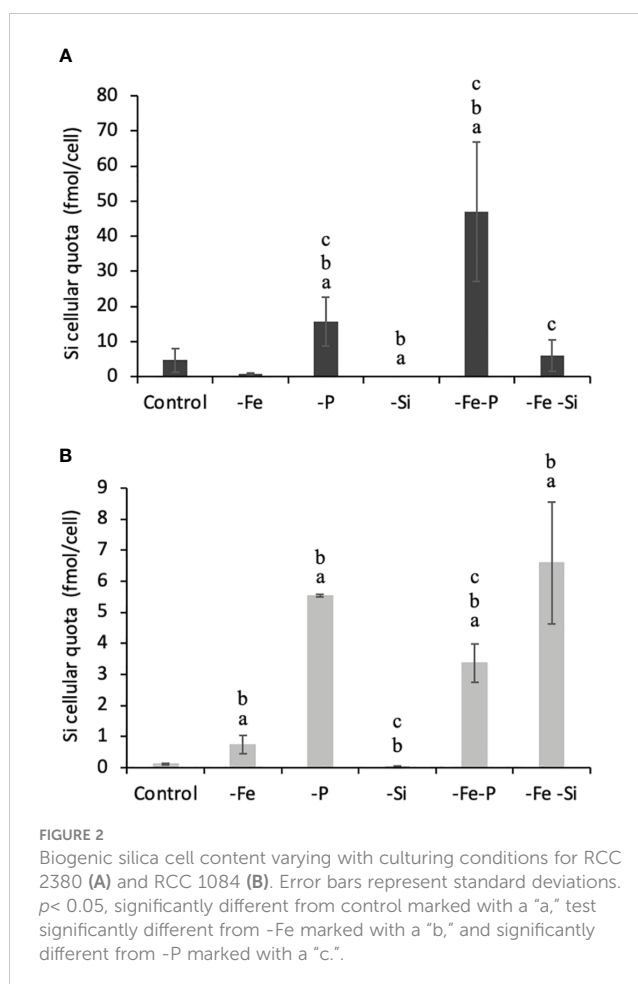 A
80
70
60
50
40
30
20
10
0
Si cellular quota (fmol/cell)
c
b
a
b
a
c
b
a
c
Control -Fe -P -Si -Fe-P -Fe -Si
B
9
8
7
6
5
4
3
2
1
0
Si cellular quota (fmol/cell)
b
a
b
a
c
b
c
b
a
b
a
Control -Fe -P -Si -Fe-P -Fe -Si
FIGURE 2
Biogenic silica cell content varying with culturing conditions for RCC
2380 (A) and RCC 1084 (B). Error bars represent standard deviations.
p< 0.05, significantly different from control marked with a “a,” test
significantly different from -Fe marked with a “b,” and significantly
different from -P marked with a “c.”.